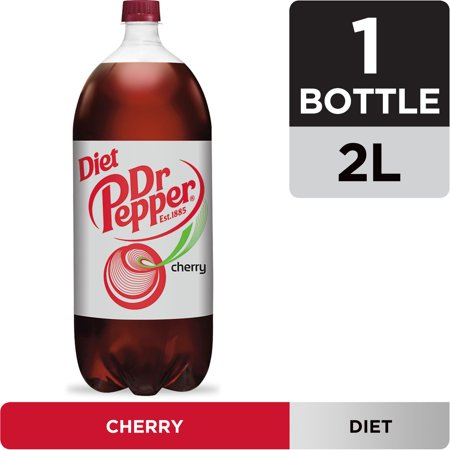 1
BOTTLE
2L
Diet
Dr
Pepper®
Est.1885
cherry
CHERRY
DIET